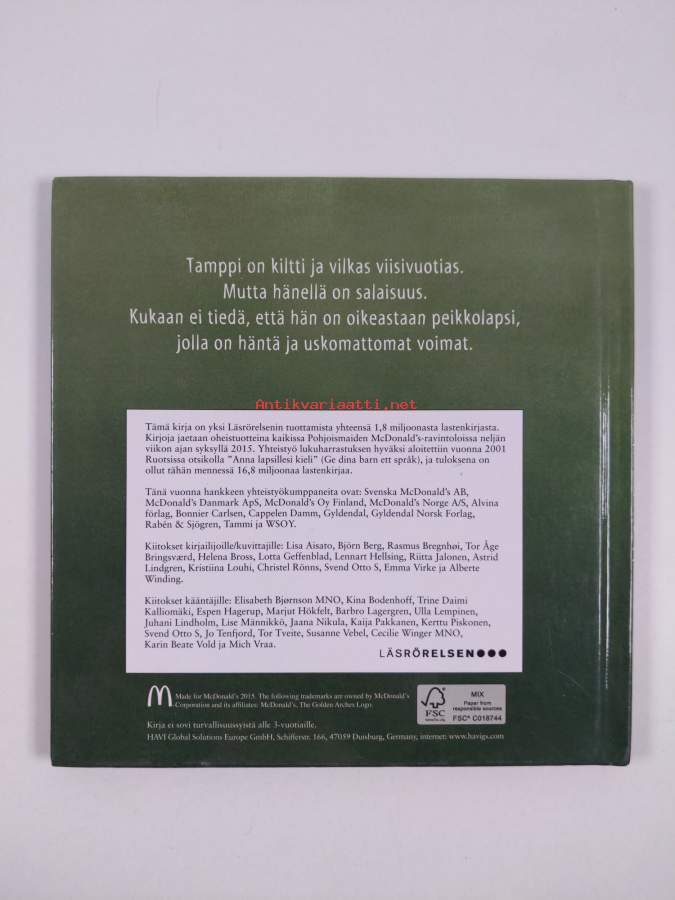 Tamppi on kiltti ja vilkas viisivuotias.
Mutta hänellä on salaisuus.
Kukaan ei tiedä, että hän on oikeastaan peikkolapsi,
jolla on häntä ja uskomattomat voimat.
Antikvariaatti.net
Tämä kirja on yksi Läsrörelsenin tuottamista yhteensä 1,8 miljoonasta lastenkirjasta.
Kirjoja jaetaan oheistuotteina kaikissa Pohjoismaiden McDonald's-ravintoloissa neljän
viikon ajan syksyllä 2015. Yhteistyö lukuharrastuksen hyväksi aloitettiin vuonna 2001
Ruotsissa otsikolla "Anna lapsillesi kieli" (Ge dina barn ett språk), ja tuloksena on
ollut tähän mennessä 16,8 miljoonaa lastenkirjaa.
Tänä vuonna hankkeen yhteistyökumppaneita ovat: Svenska McDonald's AB,
McDonald's Danmark ApS, McDonald's Oy Finland, McDonald's Norge A/S, Alvina
förlag, Bonnier Carlsen, Cappelen Damm, Gyldendal, Gyldendal Norsk Forlag,
Rabén & Sjögren, Tammi ja WSOY.
Kiitokset kirjailijoille/kuvittajille: Lisa Aisato, Björn Berg, Rasmus Bregnhøi, Tor Åge
Bringsværd, Helena Bross, Lotta Geffenblad, Lennart Hellsing, Riitta Jalonen, Astrid
Lindgren, Kristiina Louhi, Christel Rönns, Svend Otto S, Emma Virke ja Alberte
Winding.
Kiitokset kääntäjille: Elisabeth Bjørnson MNO, Kina Bodenhoff, Trine Daimi
Kalliomäki, Espen Hagerup, Marjut Hökfelt, Barbro Lagergren, Ulla Lempinen,
Juhani Lindholm, Lise Männikkö, Jaana Nikula, Kaija Pakkanen, Kerttu Piskonen,
Svend Otto S, Jo Tenfjord, Tor Tveite, Susanne Vebel, Cecilie Winger MNO,
Karin Beate Vold ja Mich Vraa.
LÄSRÖRELSEN●●●
Made for McDonald's 2015. The following trademarks are owned by McDonald's
Corporation and its affiliates: McDonald's, The Golden Arches Logo.
Kirja ei sovi turvallisuussyistä alle 3-vuotiaille.
HAVI Global Solutions Europe GmbH, Schifferstr. 166, 47059 Duisburg, Germany, internet: www.havigs.com
FSC
www.fsc.org
MIX
Paper from
responsible sources
FSC® C018744